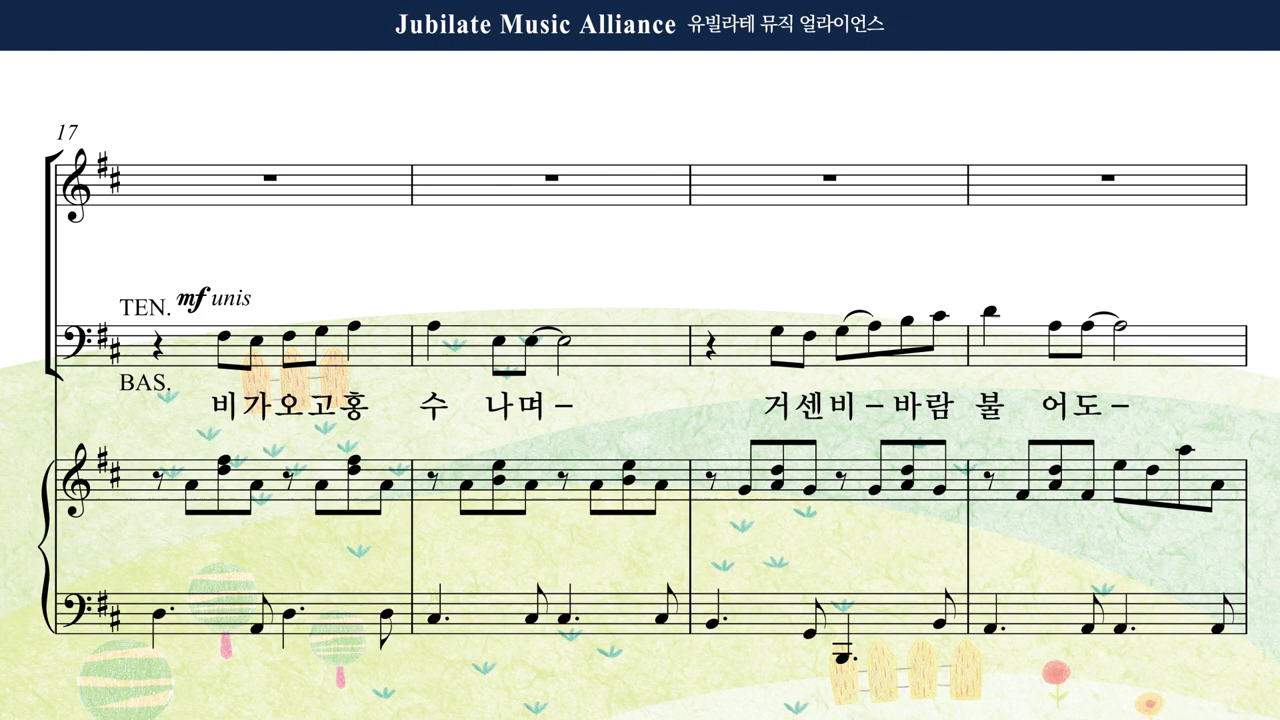 Jubilate Music Alliance 유빌라테 뮤직 얼라이언스
17
TEN. mf unis
BAS.
비가오고홍 수 나며– 거센비–바람 불 어도–